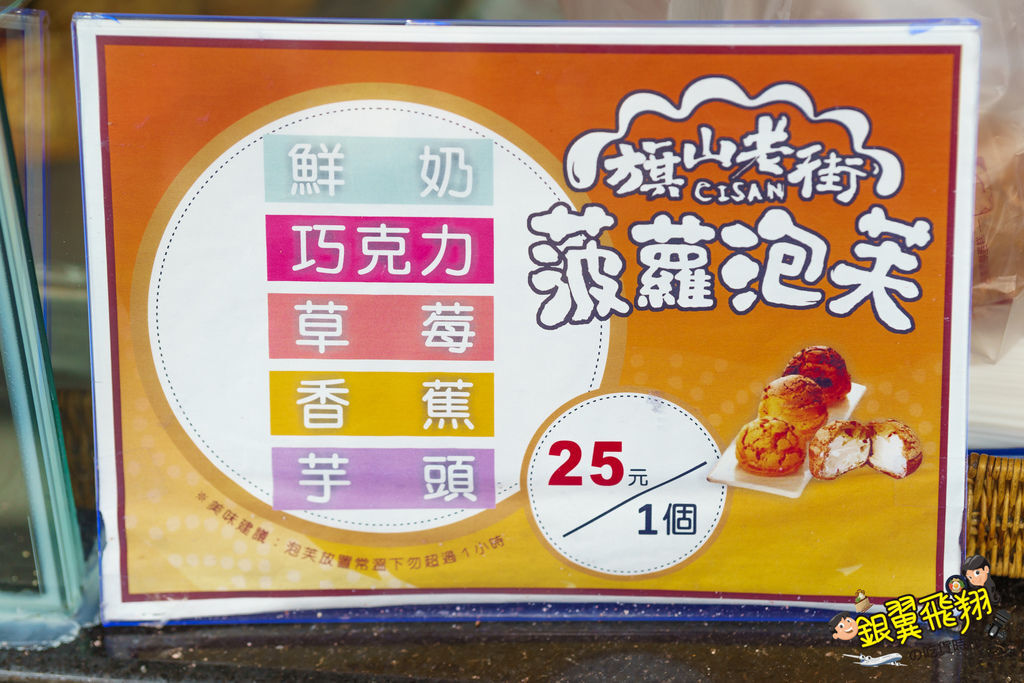 旗山老街
CISAN
菠蘿泡芙
鮮奶
巧克力
草莓
香蕉
芋頭
※美味建議：泡芙放置常溫下勿超過1小時
25元
1個
銀翼飛翔